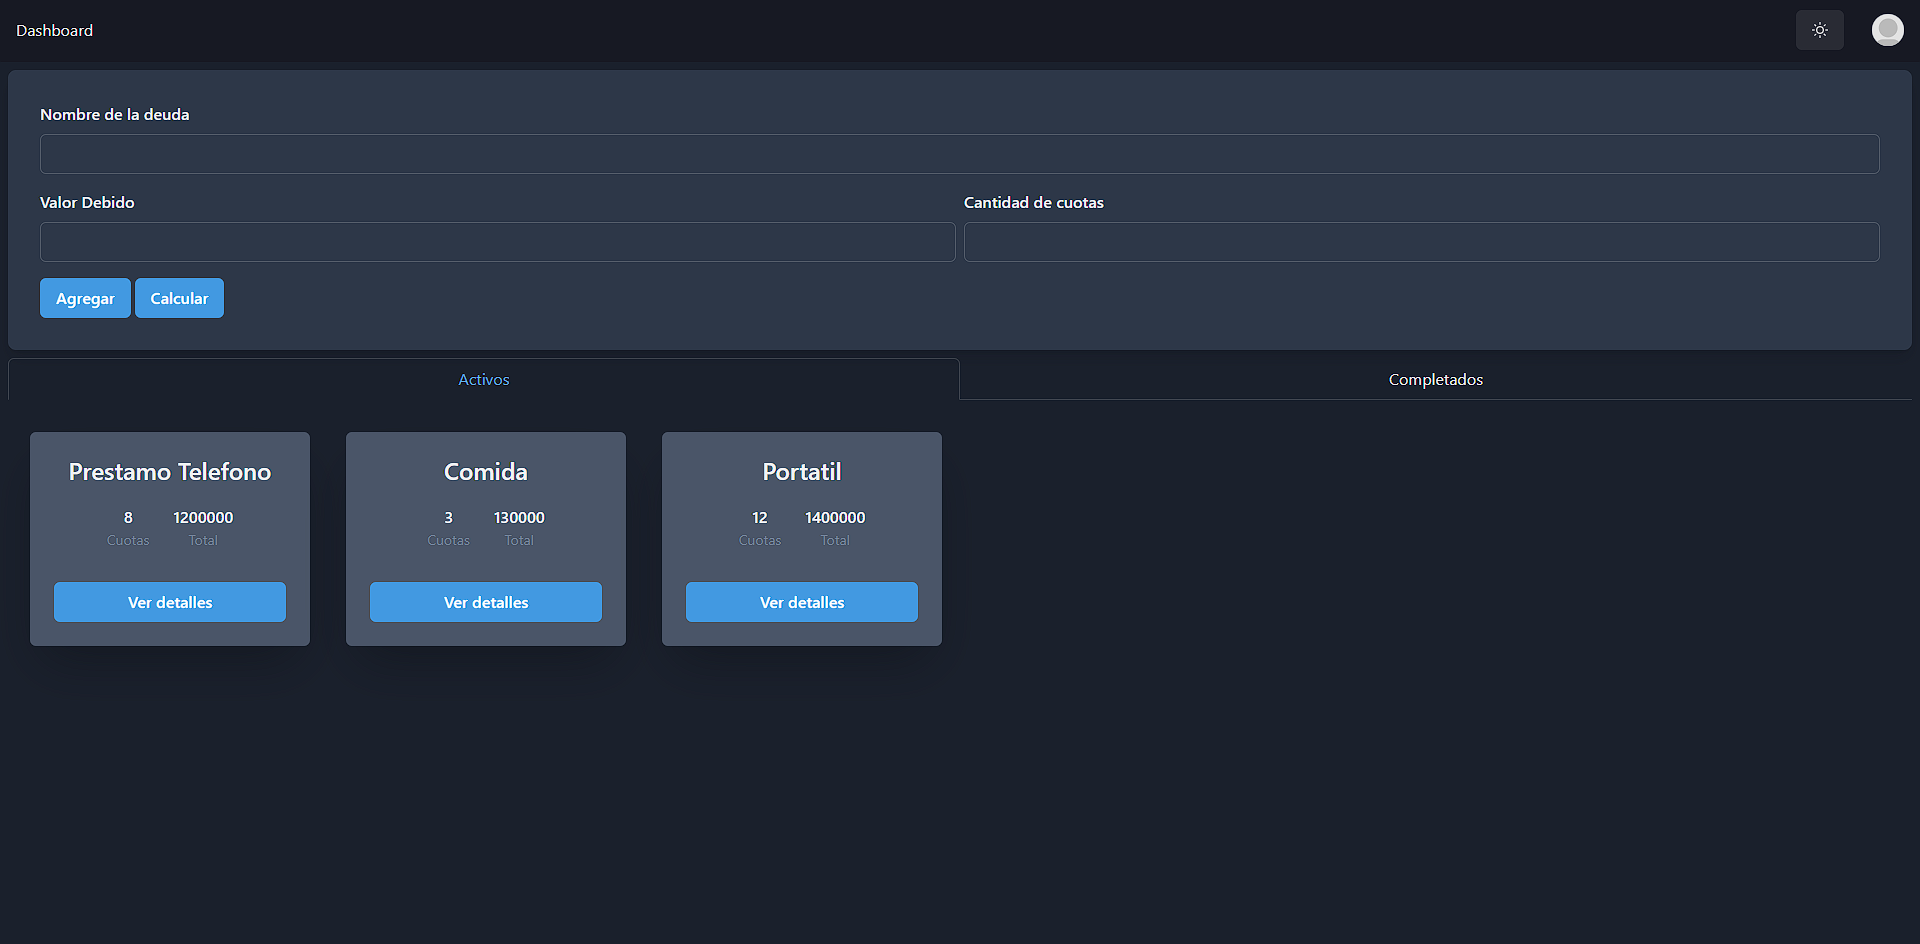 Dashboard
Nombre de la deuda
Valor Debido
Cantidad de cuotas
Agregar
Calcular
Activos
Completados
Prestamo Telefono
8
1200000
Cuotas
Total
Ver detalles
Comida
3
130000
Cuotas
Total
Ver detalles
Portatil
12
1400000
Cuotas
Total
Ver detalles